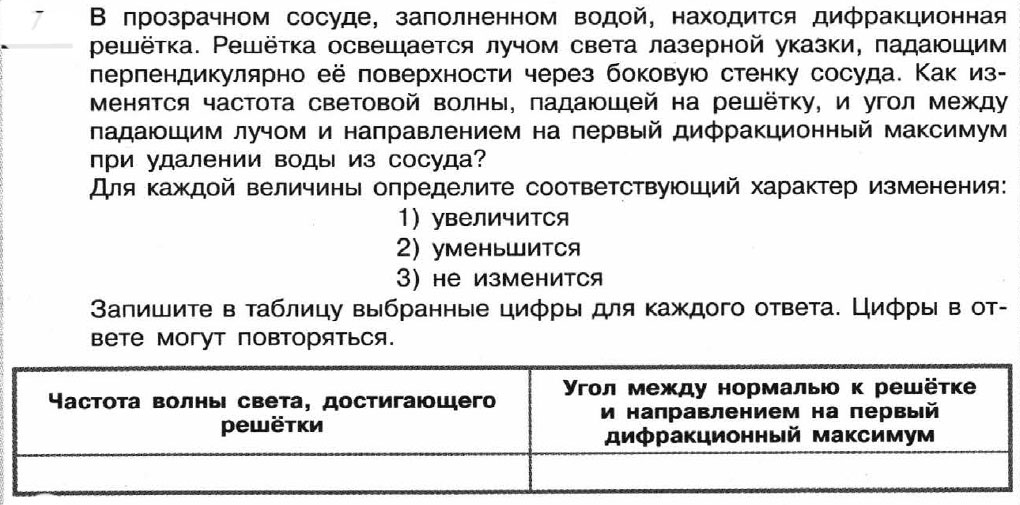 7
В прозрачном сосуде, заполненном водой, находится дифракционная
решётка. Решётка освещается лучом света лазерной указки, падающим
перпендикулярно её поверхности через боковую стенку сосуда. Как из-
менятся частота световой волны, падающей на решётку, и угол между
падающим лучом и направлением на первый дифракционный максимум
при удалении воды из сосуда?
Для каждой величины определите соответствующий характер изменения:
1) увеличится
2) уменьшится
3) не изменится
Запишите в таблицу выбранные цифры для каждого ответа. Цифры в от-
вете могут повторяться.
Частота волны света, достигающего
решётки
Угол между нормалью к решётке
и направлением на первый
дифракционный максимум